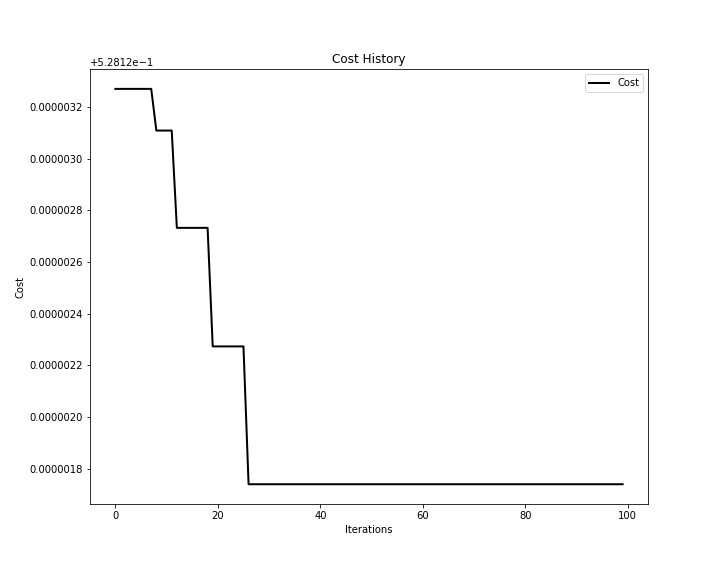 Cost History
+5.2812e−1
Cost
0.0000032
0.0000030
0.0000028
0.0000026
0.0000024
0.0000022
0.0000020
0.0000018
Cost
0 20 40 60 80 100
Iterations